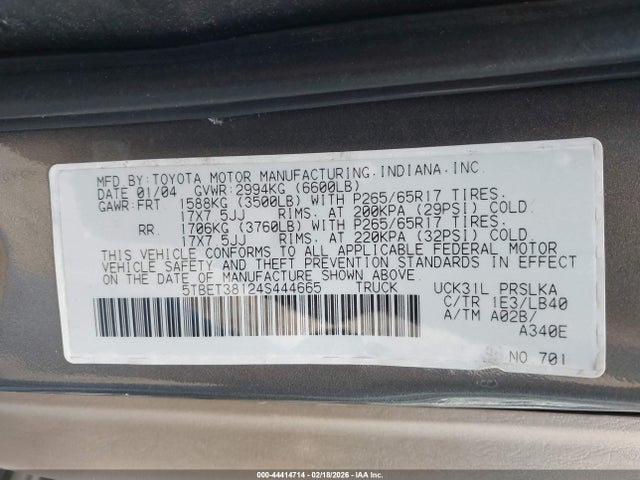 MFD.BY:TOYOTA MOTOR MANUFACTURING.INDIANA.INC.
DATE 01/04 GVWR:2994KG (6600LB)
GAWR:FRT 1588KG (3500LB) WITH P265/65R17 TIRES.
17X7.5JJ RIMS. AT 200KPA (29PSI) COLD.
RR 1706KG (3760LB) WITH P265/65R17 TIRES.
17X7.5JJ RIMS. AT 220KPA (32PSI) COLD.
THIS VEHICLE CONFORMS TO ALL APPLICABLE FEDERAL MOTOR
VEHICLE SAFETY AND THEFT PREVENTION STANDARDS IN EFFECT
ON THE DATE OF MANUFACTURE SHOWN ABOVE.
5TBET38124S444665 TRUCK UCK31L PRSLKA
C/TR 1E3/LB40
A/TM A02B/
A340E
NO.701
000-44414714 - 02/18/2026 - IAAI.com